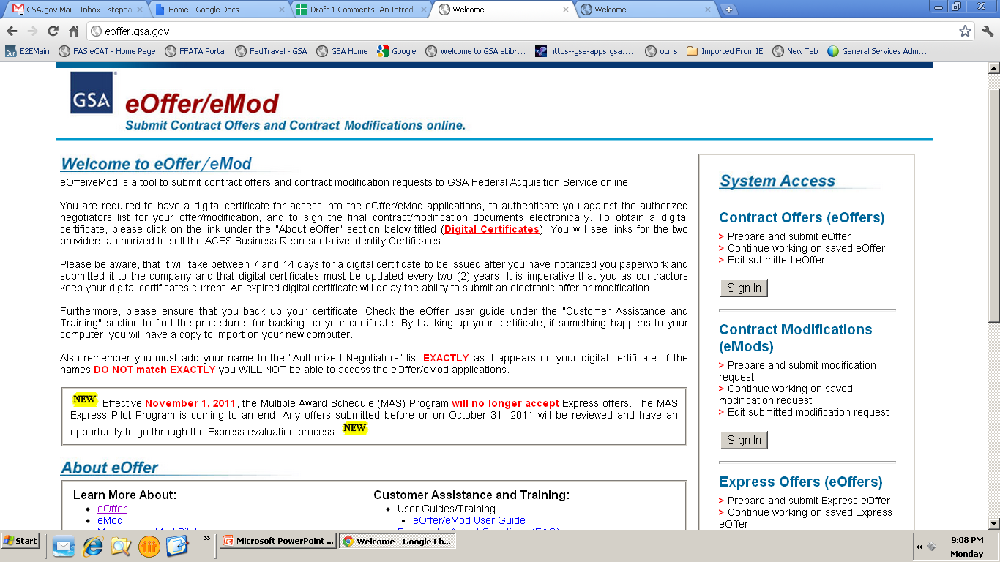 GSA.gov Mail - Inbox - stepha
Home - Google Docs
Draft 1 Comments: An Introdu
Welcome
Welcome
eoffer.gsa.gov
Sun E2EMain
FAS eCAT - Home Page
FFATA Portal
FedTravel - GSA
GSA Home
Google
Welcome to GSA eLibr...
https--gsa-apps.gsa....
ocms
Imported From IE
New Tab
General Services Adm...
GSA
eOffer/eMod
Submit Contract Offers and Contract Modifications online.
Welcome to eOffer/eMod
eOffer/eMod is a tool to submit contract offers and contract modification requests to GSA Federal Acquisition Service online.
You are required to have a digital certificate for access into the eOffer/eMod applications, to authenticate you against the authorized
negotiators list for your offer/modification, and to sign the final contract/modification documents electronically. To obtain a digital
certificate, please click on the link under the "About eOffer" section below titled (Digital Certificates). You will see links for the two
providers authorized to sell the ACES Business Representative Identity Certificates.
Please be aware, that it will take between 7 and 14 days for a digital certificate to be issued after you have notarized you paperwork and
submitted it to the company and that digital certificates must be updated every two (2) years. It is imperative that you as contractors
keep your digital certificates current. An expired digital certificate will delay the ability to submit an electronic offer or modification.
Furthermore, please ensure that you back up your certificate. Check the eOffer user guide under the "Customer Assistance and
Training" section to find the procedures for backing up your certificate. By backing up your certificate, if something happens to your
computer, you will have a copy to import on your new computer.
Also remember you must add your name to the "Authorized Negotiators" list EXACTLY as it appears on your digital certificate. If the
names DO NOT match EXACTLY you WILL NOT be able to access the eOffer/eMod applications.
NEW Effective November 1, 2011, the Multiple Award Schedule (MAS) Program will no longer accept Express offers. The MAS
Express Pilot Program is coming to an end. Any offers submitted before or on October 31, 2011 will be reviewed and have an
opportunity to go through the Express evaluation process. NEW
About eOffer
Learn More About:
eOffer
eMod
Customer Assistance and Training:
User Guides/Training
eOffer/eMod User Guide
System Access
Contract Offers (eOffers)
> Prepare and submit eOffer
> Continue working on saved eOffer
> Edit submitted eOffer
Sign In
Contract Modifications
(eMods)
> Prepare and submit modification
request
> Continue working on saved
modification request
> Edit submitted modification request
Sign In
Express Offers (eOffers)
> Prepare and submit Express eOffer
> Continue working on saved Express
eOffer
Start
Microsoft PowerPoint ...
Welcome - Google Ch...
9:08 PM
Monday